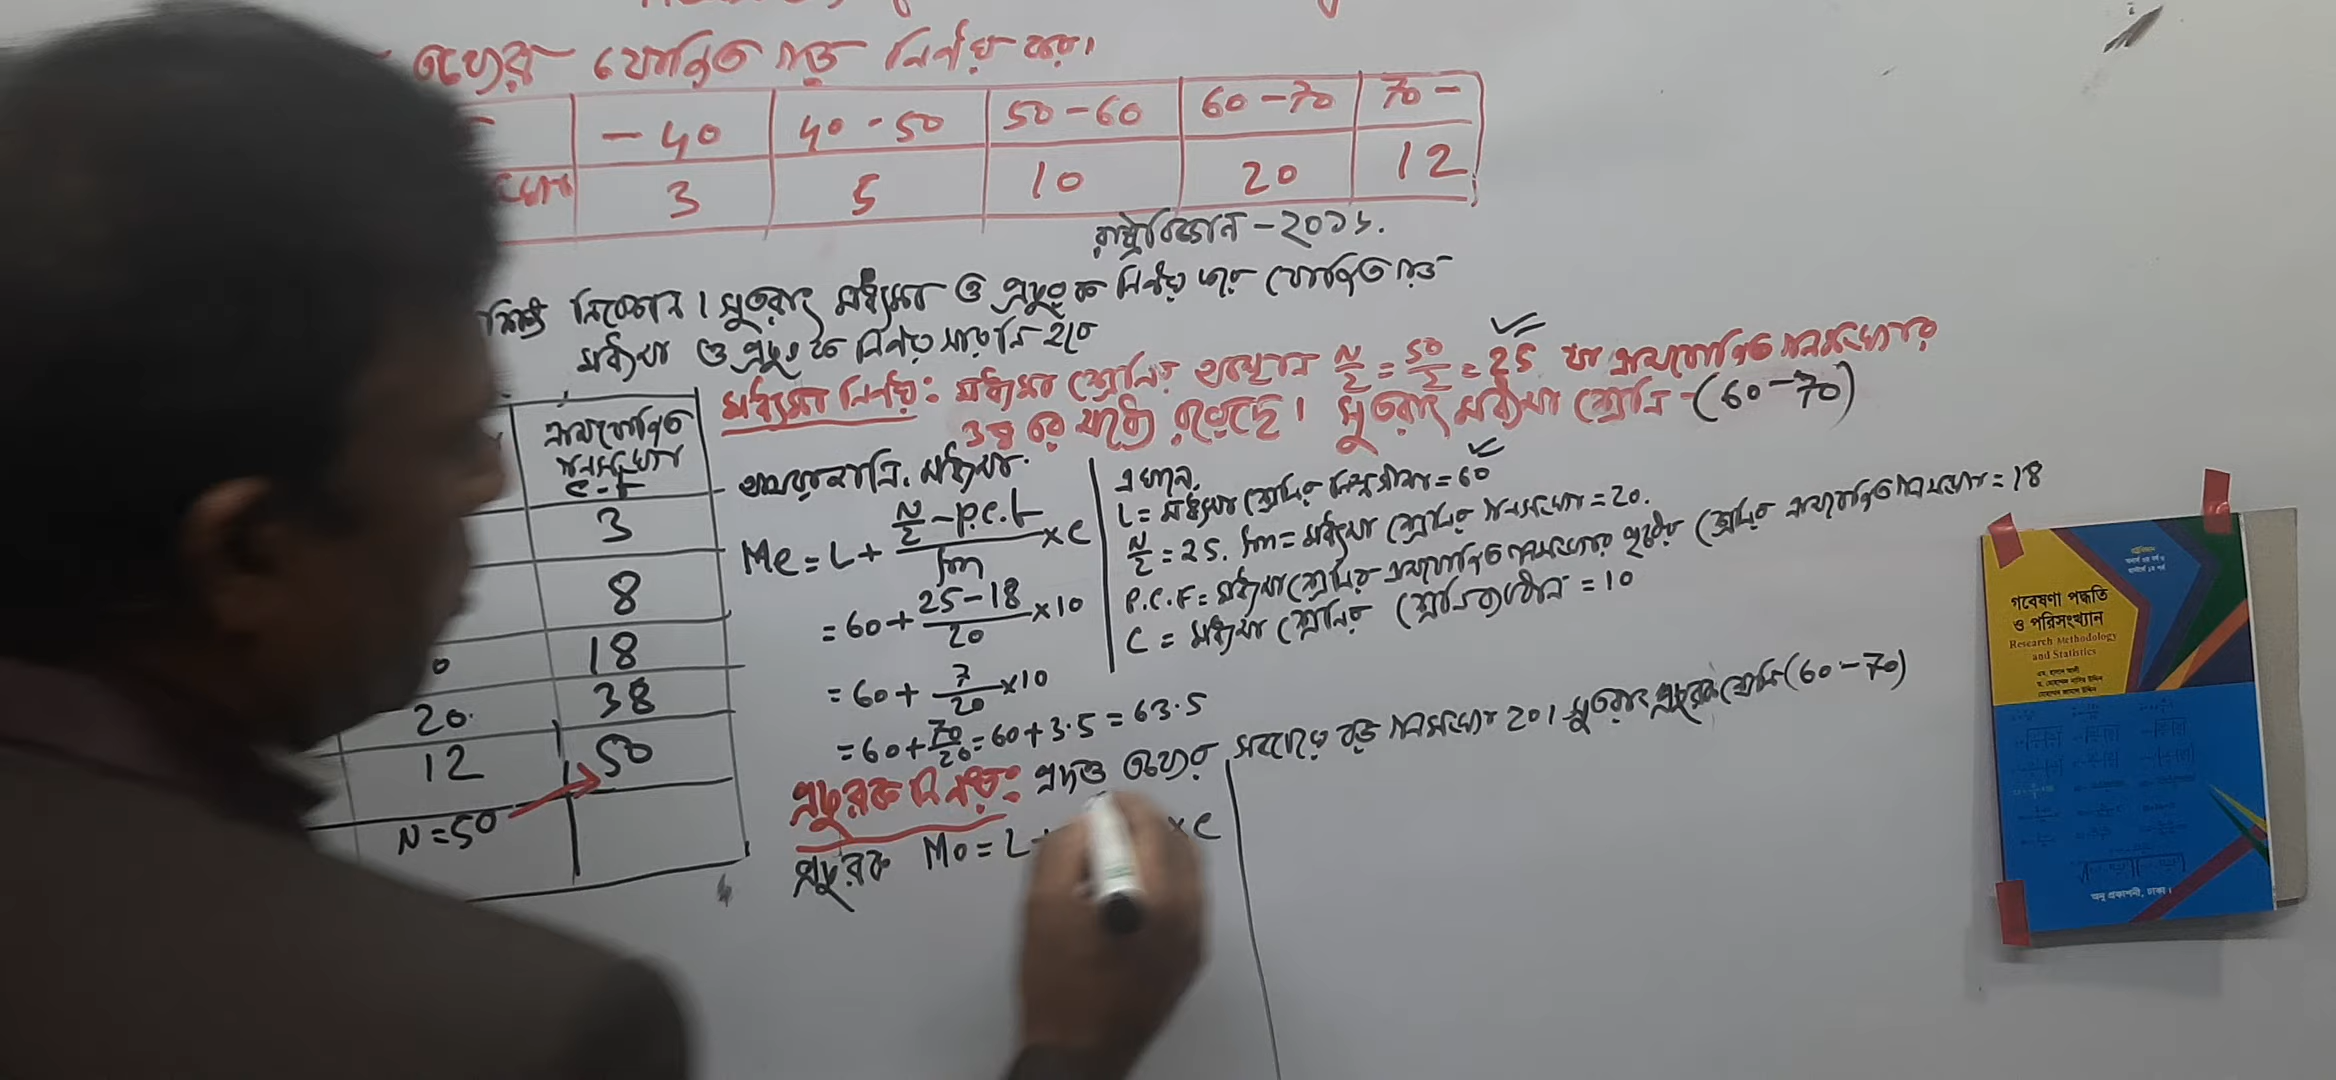 তথ্যের যোজিত গড় নির্ণয় কর।
-40 40-50 50-60 60-70 70-
3 5 10 20 12
রাষ্ট্রবিজ্ঞান-২০১৮.
সুতরাং মধ্যমা ও প্রচুরক নির্ণয় করে যোজিত গড়
মধ্যমা ও প্রচুরক নির্ণয় সারণি হবে
মধ্যমা নির্ণয়: মধ্যমা শ্রেণির অবস্থান N/2 = 50/2 = 25 যা ক্রমযোজিত গণসংখ্যার
38 এর মধ্যে রয়েছে। সুতরাং মধ্যমা শ্রেণি-(60-70)
ক্রমযোজিত
গণসংখ্যা
c.f
3
8
18
20 38
12 50
N=50
আমরা জানি, মধ্যমা
Me = L + (N/2 - p.c.f)/fm × c
= 60 + (25-18)/20 × 10
= 60 + 7/20 × 10
= 60 + 70/20 = 60 + 3.5 = 63.5
এখানে,
L = মধ্যমা শ্রেণির নিম্নসীমা = 60
N/2 = 25. fm = মধ্যমা শ্রেণির গণসংখ্যা = 20.
P.C.F = মধ্যমা শ্রেণির ক্রমযোজিত গণসংখ্যার পূর্বের শ্রেণির ক্রমযোজিত গণসংখ্যা = 18
C = মধ্যমা শ্রেণির শ্রেণিব্যবধান = 10
প্রচুরক নির্ণয়: প্রদত্ত তথ্যের সবচেয়ে বড় গণসংখ্যা 20। সুতরাং প্রচুরক শ্রেণি (60-70)
প্রচুরক Mo = L + × c
গবেষণা পদ্ধতি
ও পরিসংখ্যান
Research Methodology
and Statistics